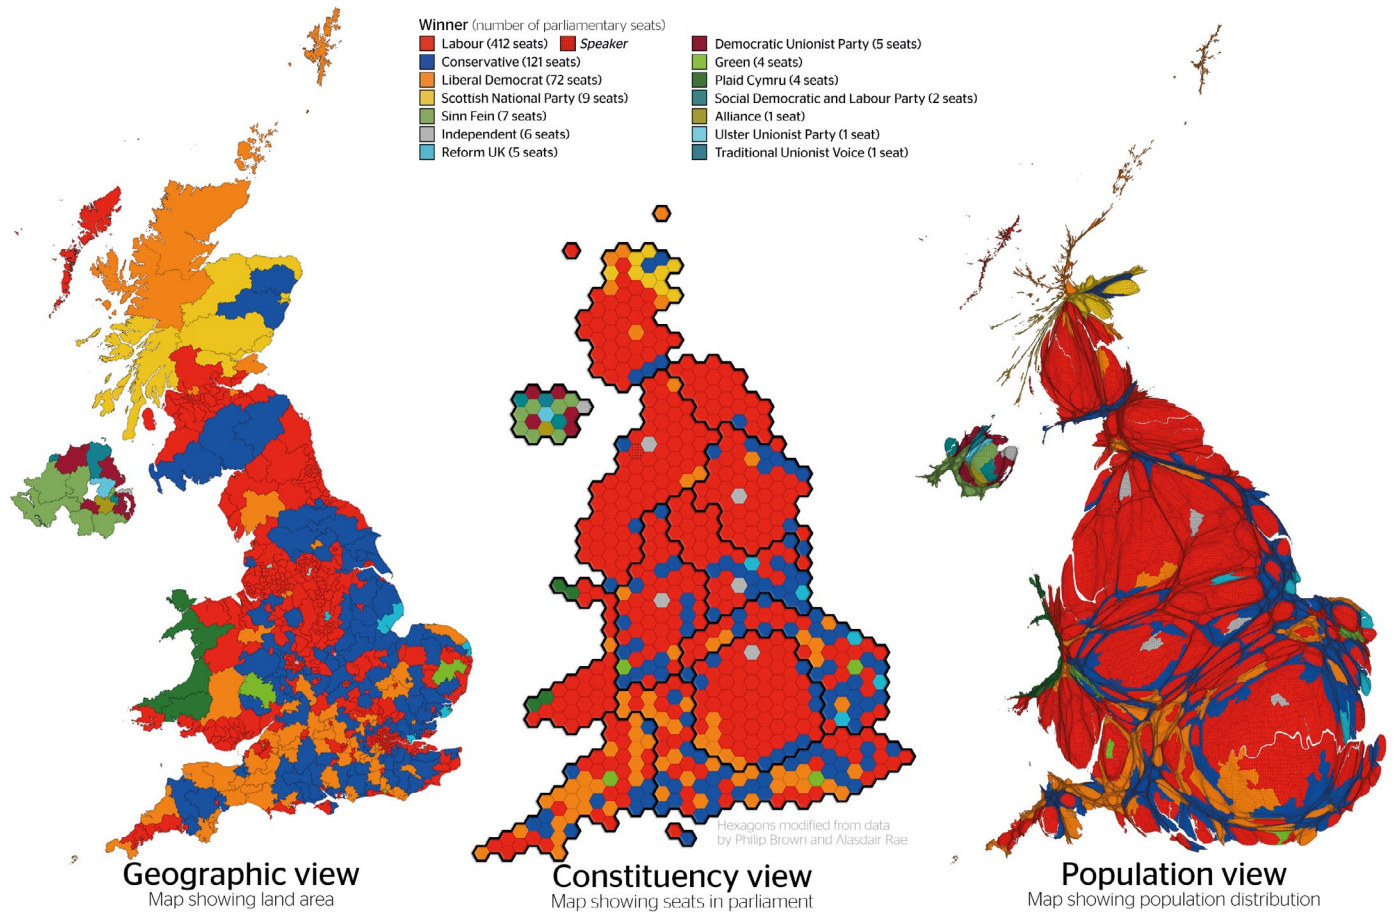 Winner (number of parliamentary seats)
Labour (412 seats) Speaker
Conservative (121 seats)
Liberal Democrat (72 seats)
Scottish National Party (9 seats)
Sinn Fein (7 seats)
Independent (6 seats)
Reform UK (5 seats)
Democratic Unionist Party (5 seats)
Green (4 seats)
Plaid Cymru (4 seats)
Social Democratic and Labour Party (2 seats)
Alliance (1 seat)
Ulster Unionist Party (1 seat)
Traditional Unionist Voice (1 seat)
Hexagons modified from data
by Philip Brown and Alasdair Rae
Geographic view
Map showing land area
Constituency view
Map showing seats in parliament
Population view
Map showing population distribution